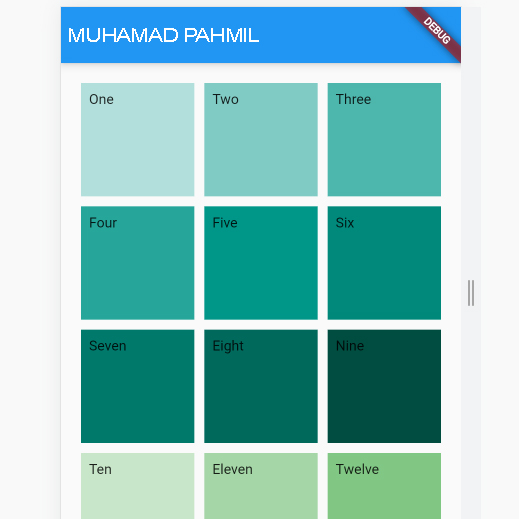 MUHAMAD PAHMIL
DEBUG
One
Two
Three
Four
Five
Six
Seven
Eight
Nine
Ten
Eleven
Twelve